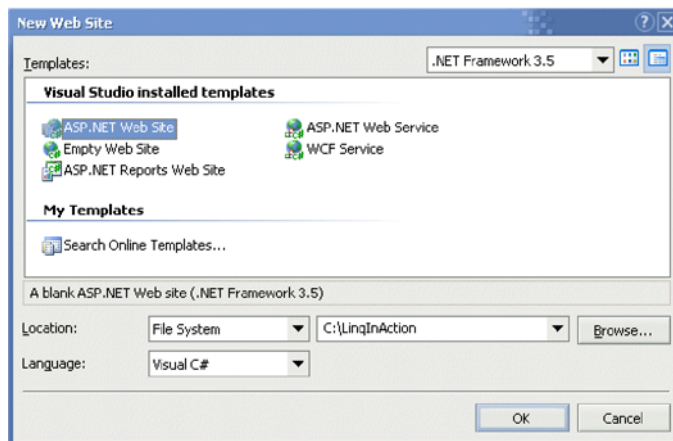 New Web Site
Templates:
.NET Framework 3.5
Visual Studio installed templates
ASP.NET Web Site
ASP.NET Web Service
Empty Web Site
WCF Service
ASP.NET Reports Web Site
My Templates
Search Online Templates...
A blank ASP.NET Web site (.NET Framework 3.5)
Location:
File System
C:\LinqInAction
Browse...
Language:
Visual C#
OK
Cancel